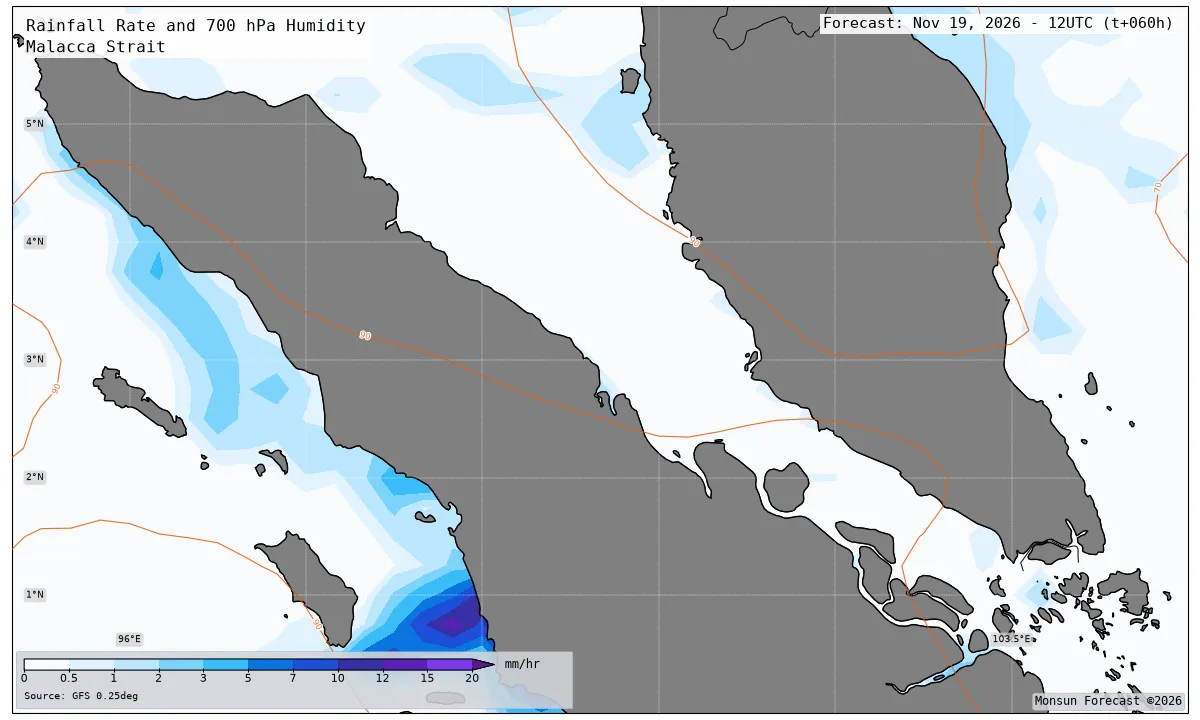 Rainfall Rate and 700 hPa Humidity
Malacca Strait
Forecast: Nov 19, 2026 - 12UTC (t+060h)
5°N
70
4°N
90
90
3°N
90
2°N
1°N
90
96°E
103.5°E
mm/hr
0 0.5 1 2 3 5 7 10 12 15 20
Source: GFS 0.25deg
Monsun Forecast ©2026